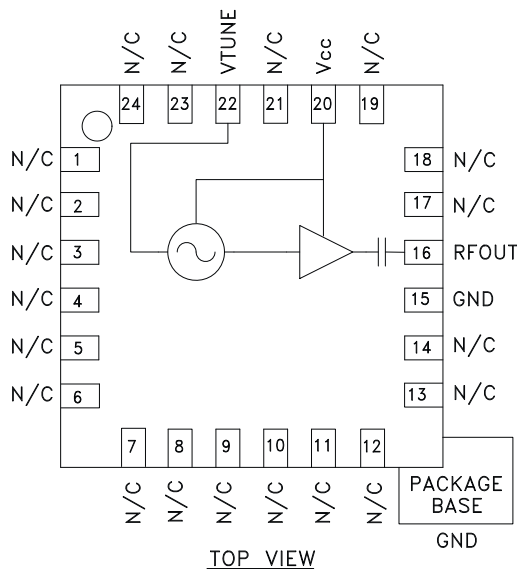 N/C N/C VTUNE N/C Vcc N/C
24 23 22 21 20 19
N/C 1
N/C 2
N/C 3
N/C 4
N/C 5
N/C 6
18 N/C
17 N/C
16 RFOUT
15 GND
14 N/C
13 N/C
7 8 9 10 11 12
N/C N/C N/C N/C N/C N/C
PACKAGE
BASE
GND
TOP VIEW